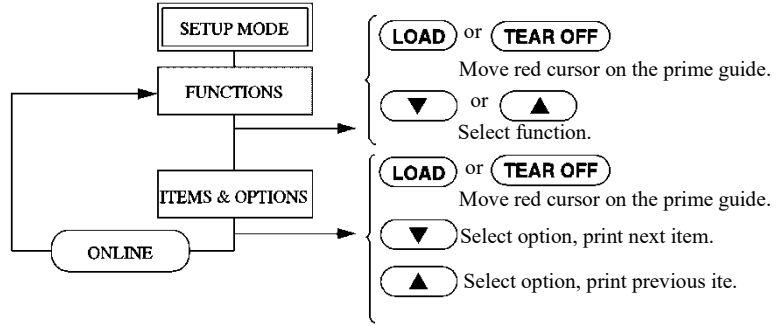 SETUP MODE
LOAD or TEAR OFF
Move red cursor on the prime guide.
FUNCTIONS
▼ or ▲
Select function.
LOAD or TEAR OFF
Move red cursor on the prime guide.
ITEMS & OPTIONS
▼ Select option, print next item.
ONLINE
▲ Select option, print previous ite.